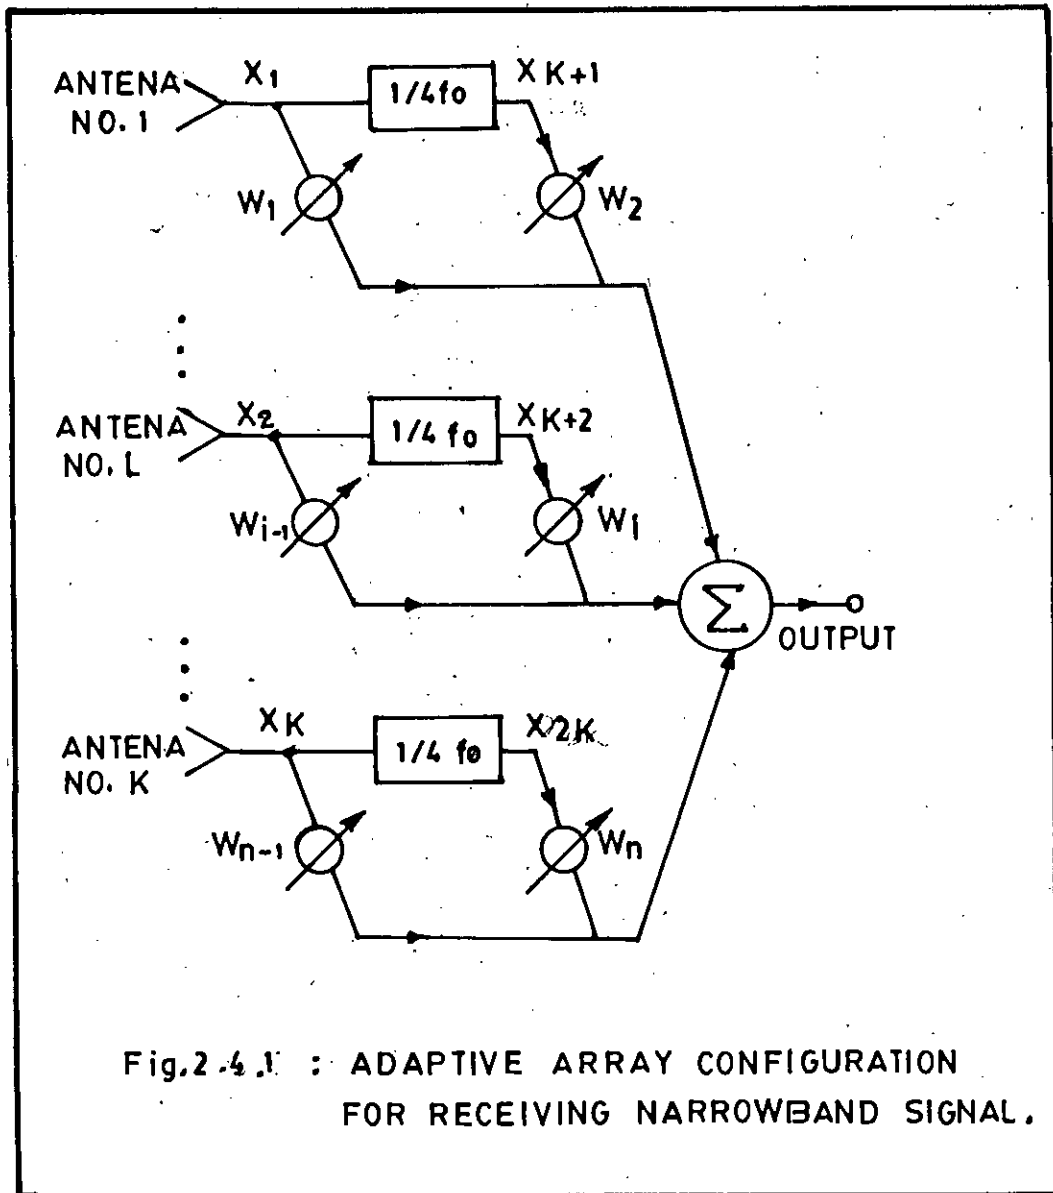 ANTENA
NO. 1
X1
1/4fo
XK+1
W1
W2
ANTENA
NO. L
X2
1/4 fo
XK+2
Wi-1
Wi
Σ
OUTPUT
ANTENA
NO. K
XK
1/4 fo
X2K
Wn-1
Wn
Fig.2.4.1 : ADAPTIVE ARRAY CONFIGURATION
FOR RECEIVING NARROWBAND SIGNAL.